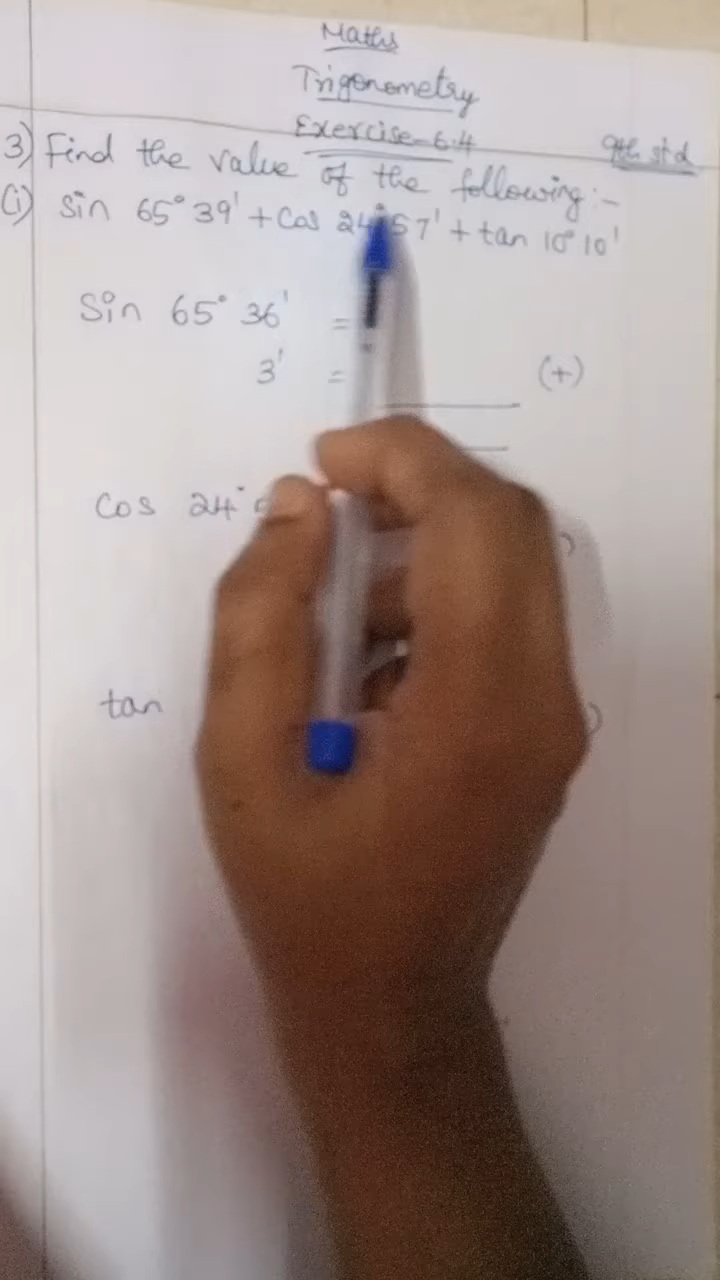 Maths
Trigonometry
Exercise-6.4
9th std
3) Find the value of the following:-
(i) sin 65° 39' + cos 24° 57' + tan 10° 10'
Sin 65° 36' =
3' = (+)
cos 24°
)
tan
)